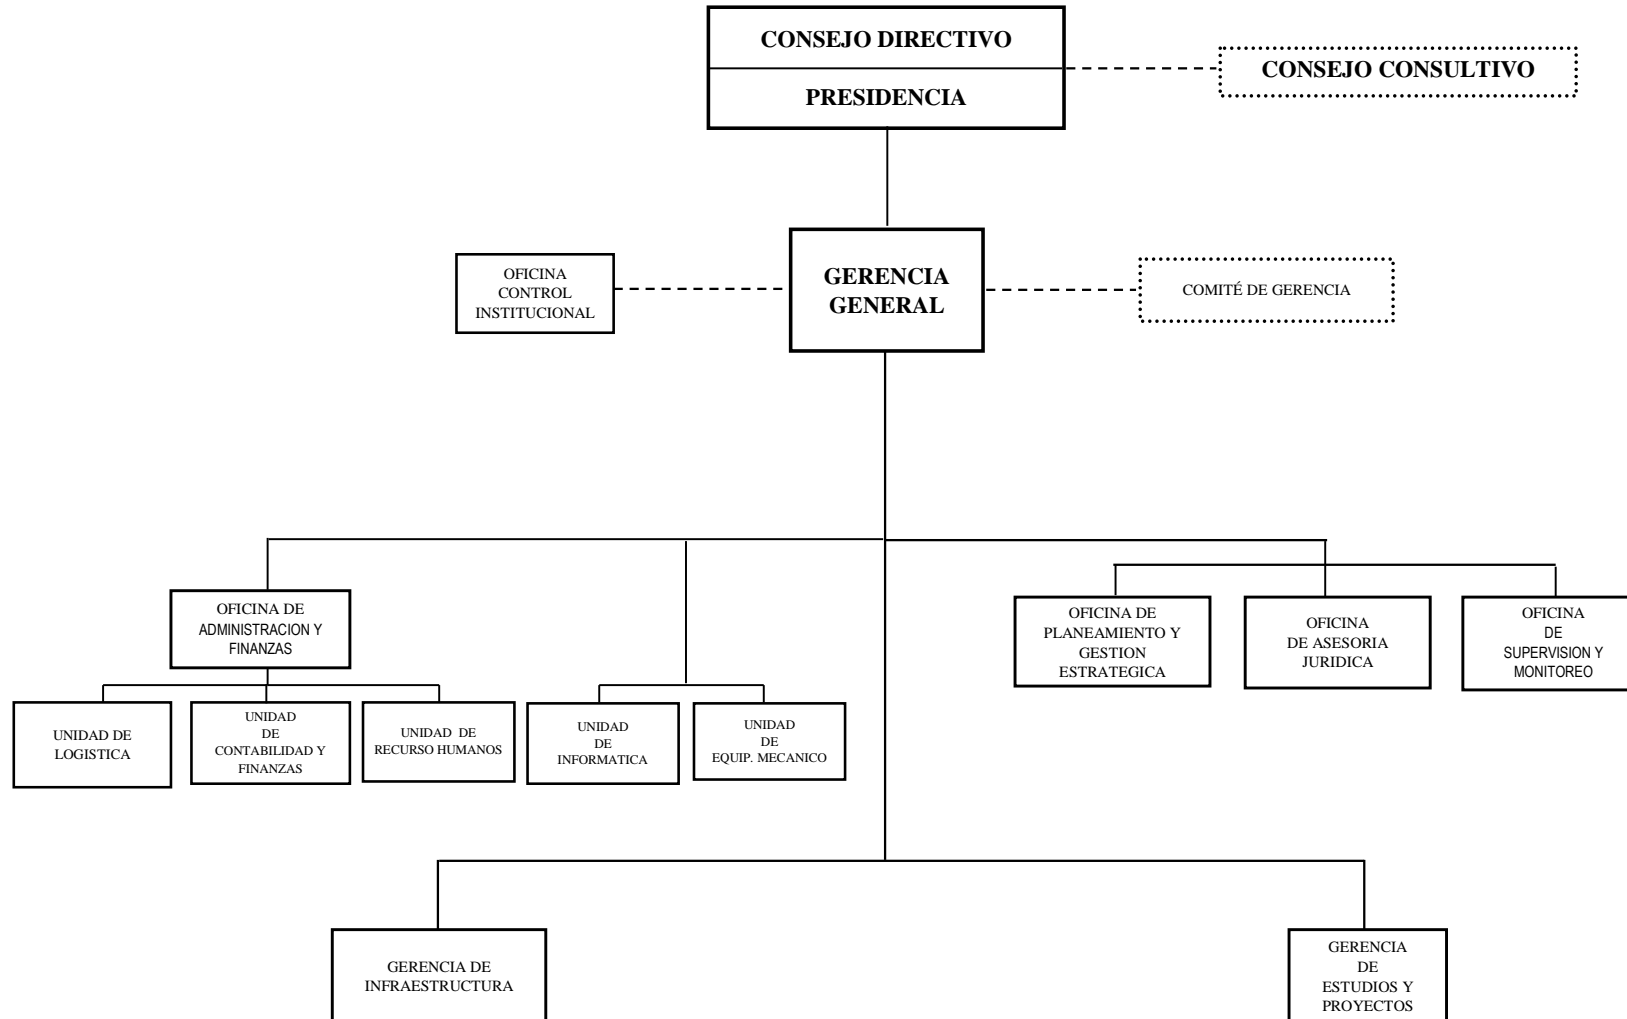 CONSEJO DIRECTIVO
PRESIDENCIA
CONSEJO CONSULTIVO
OFICINA
CONTROL
INSTITUCIONAL
GERENCIA
GENERAL
COMITÉ DE GERENCIA
OFICINA DE
ADMINISTRACION Y
FINANZAS
OFICINA DE
PLANEAMIENTO Y
GESTION
ESTRATEGICA
OFICINA
DE ASESORIA
JURIDICA
OFICINA
DE
SUPERVISION Y
MONITOREO
UNIDAD DE
LOGISTICA
UNIDAD
DE
CONTABILIDAD Y
FINANZAS
UNIDAD DE
RECURSO HUMANOS
UNIDAD
DE
INFORMATICA
UNIDAD
DE
EQUIP. MECANICO
GERENCIA DE
INFRAESTRUCTURA
GERENCIA
DE
ESTUDIOS Y
PROYECTOS